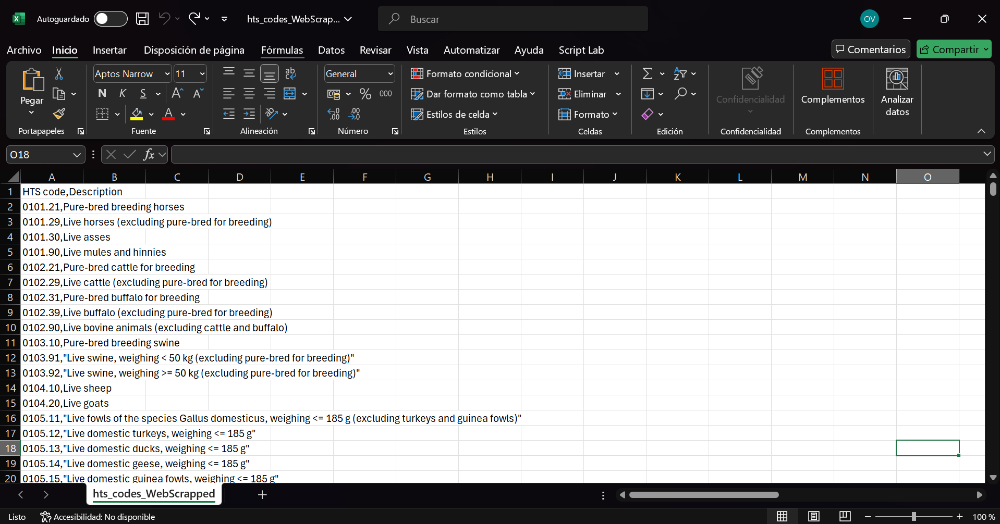 Autoguardado
hts_codes_WebScrap...
Buscar
OV
Archivo Inicio Insertar Disposición de página Fórmulas Datos Revisar Vista Automatizar Ayuda Script Lab
Comentarios Compartir
Pegar
Portapapeles
Aptos Narrow 11
N K S
Fuente
Alineación
General
% 000
Número
Formato condicional
Dar formato como tabla
Estilos de celda
Estilos
Insertar
Eliminar
Formato
Celdas
Edición
Confidencialidad
Confidencialidad
Complementos
Complementos
Analizar
datos
O18
fx
A B C D E F G H I J K L M N O
1 HTS code,Description
2 0101.21,Pure-bred breeding horses
3 0101.29,Live horses (excluding pure-bred for breeding)
4 0101.30,Live asses
5 0101.90,Live mules and hinnies
6 0102.21,Pure-bred cattle for breeding
7 0102.29,Live cattle (excluding pure-bred for breeding)
8 0102.31,Pure-bred buffalo for breeding
9 0102.39,Live buffalo (excluding pure-bred for breeding)
10 0102.90,Live bovine animals (excluding cattle and buffalo)
11 0103.10,Pure-bred breeding swine
12 0103.91,"Live swine, weighing < 50 kg (excluding pure-bred for breeding)"
13 0103.92,"Live swine, weighing >= 50 kg (excluding pure-bred for breeding)"
14 0104.10,Live sheep
15 0104.20,Live goats
16 0105.11,"Live fowls of the species Gallus domesticus, weighing <= 185 g (excluding turkeys and guinea fowls)"
17 0105.12,"Live domestic turkeys, weighing <= 185 g"
18 0105.13,"Live domestic ducks, weighing <= 185 g"
19 0105.14,"Live domestic geese, weighing <= 185 g"
20 0105.15,"Live domestic guinea fowls, weighing <= 185 g"
hts_codes_WebScrapped
Listo Accesibilidad: No disponible
100 %